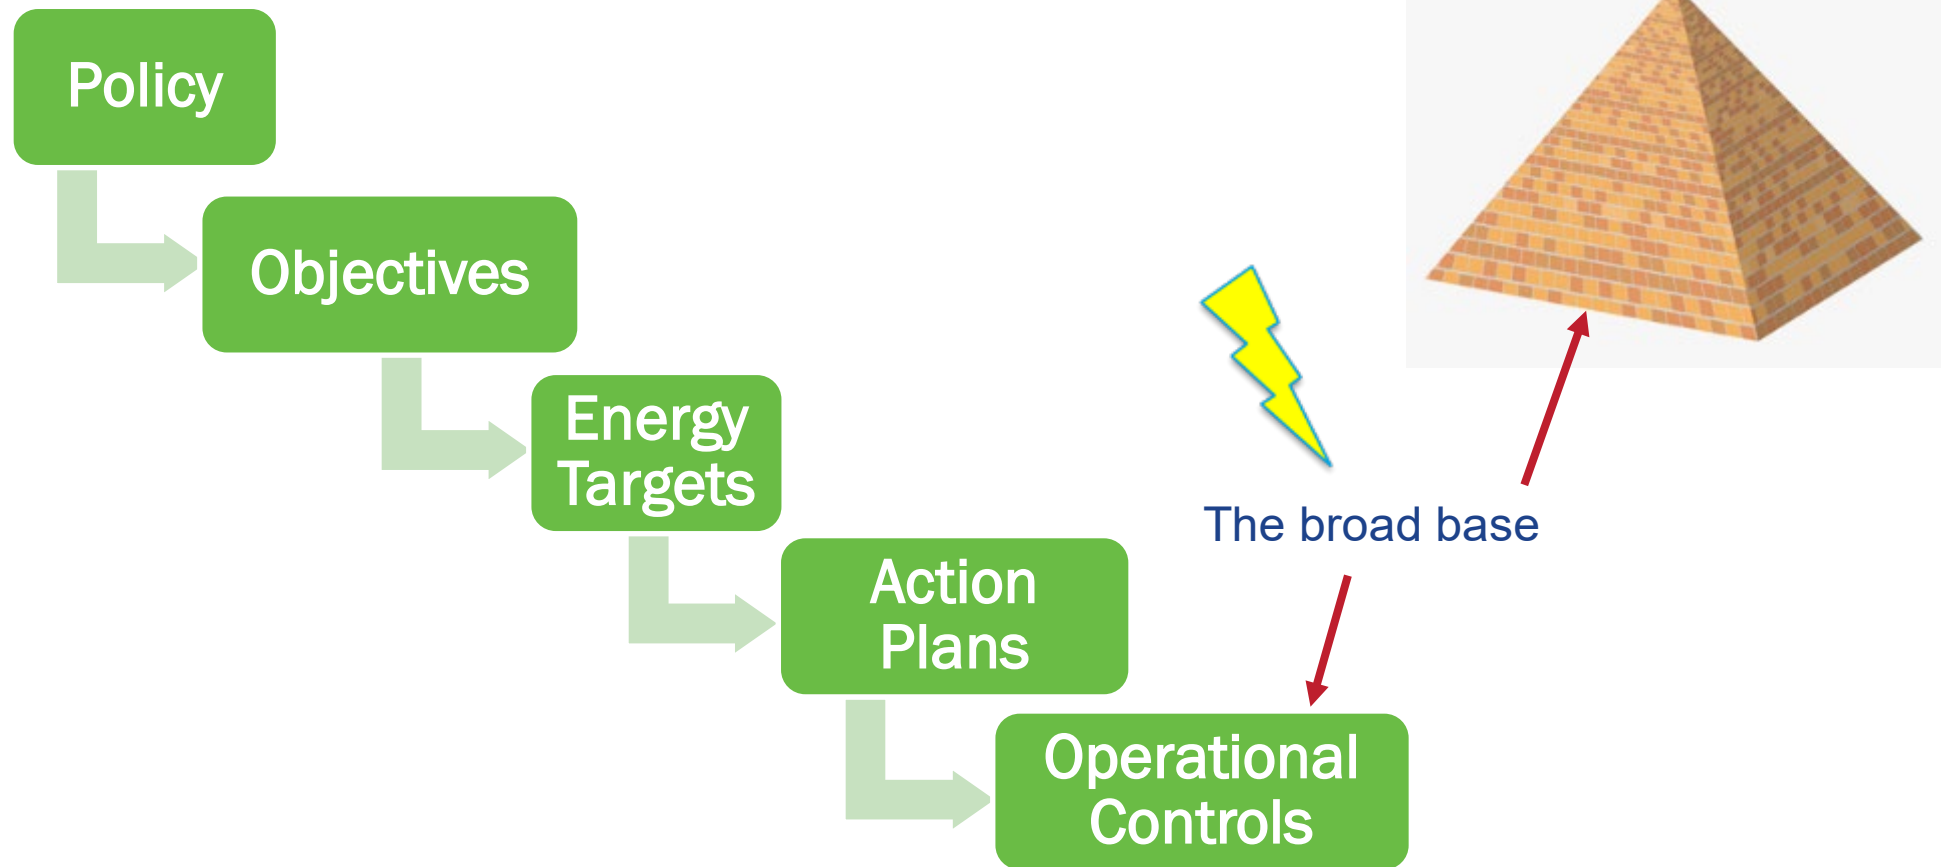 Policy
Objectives
Energy
Targets
The broad base
Action
Plans
Operational
Controls